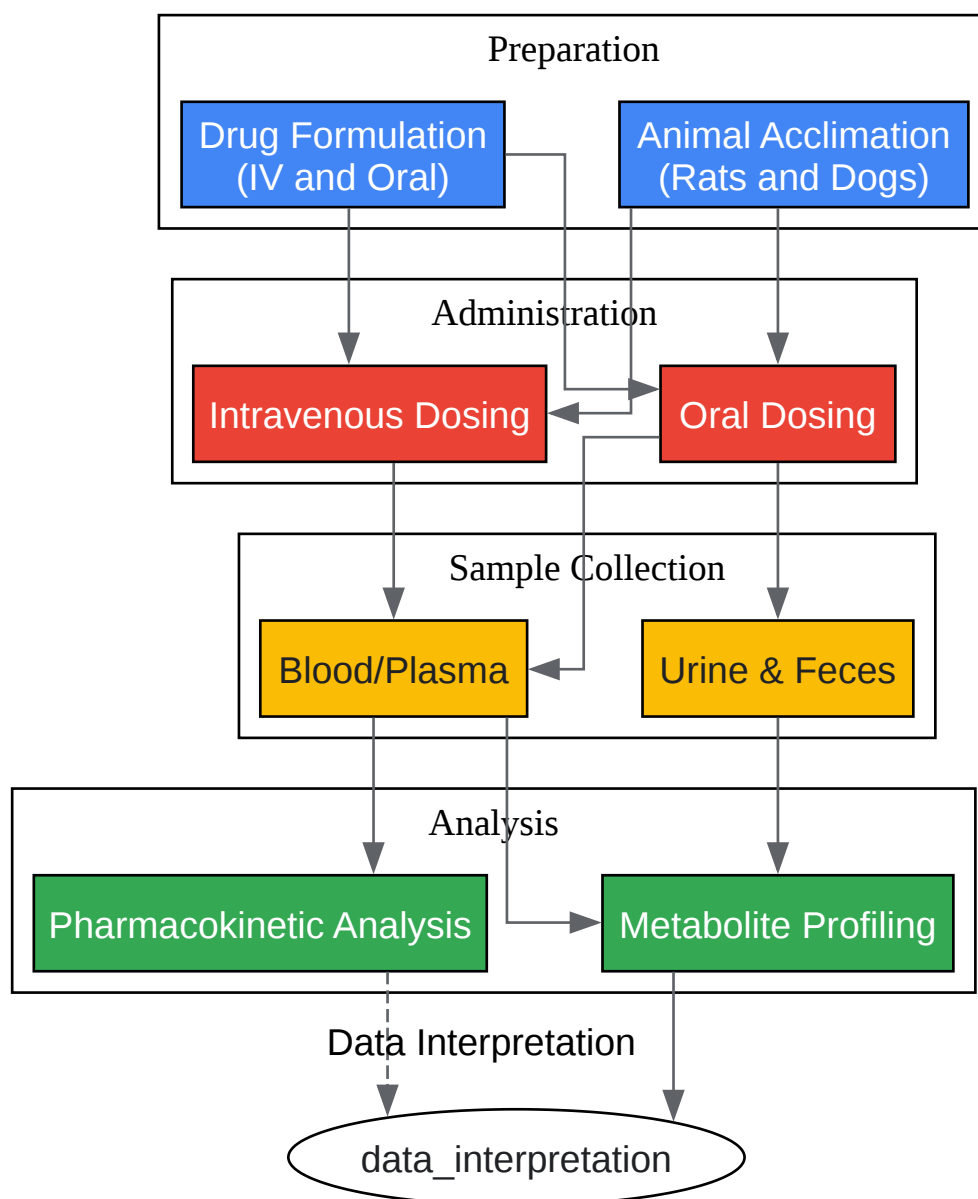 Preparation
Drug Formulation
(IV and Oral)
Animal Acclimation
(Rats and Dogs)
Administration
Intravenous Dosing
Oral Dosing
Sample Collection
Blood/Plasma
Urine & Feces
Analysis
Pharmacokinetic Analysis
Metabolite Profiling
Data Interpretation
data_interpretation